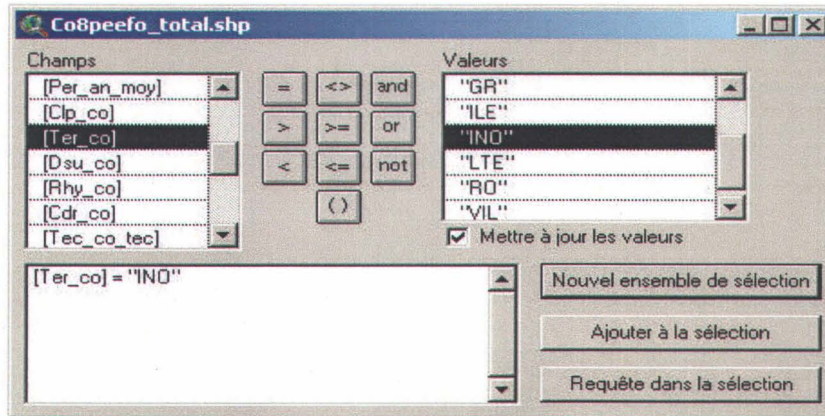 Co8peefo_total.shp
Champs
[Per_an_moy]
[Clp_co]
[Ter_co]
[Dsu_co]
[Rhy_co]
[Cdr_co]
[Tec_co_tec]
= <> and
> >= or
< <= not
( )
Valeurs
"GR"
"ILE"
"INO"
"LTE"
"RO"
"VIL"
Mettre à jour les valeurs
[Ter_co] = "INO"
Nouvel ensemble de sélection
Ajouter à la sélection
Requête dans la sélection